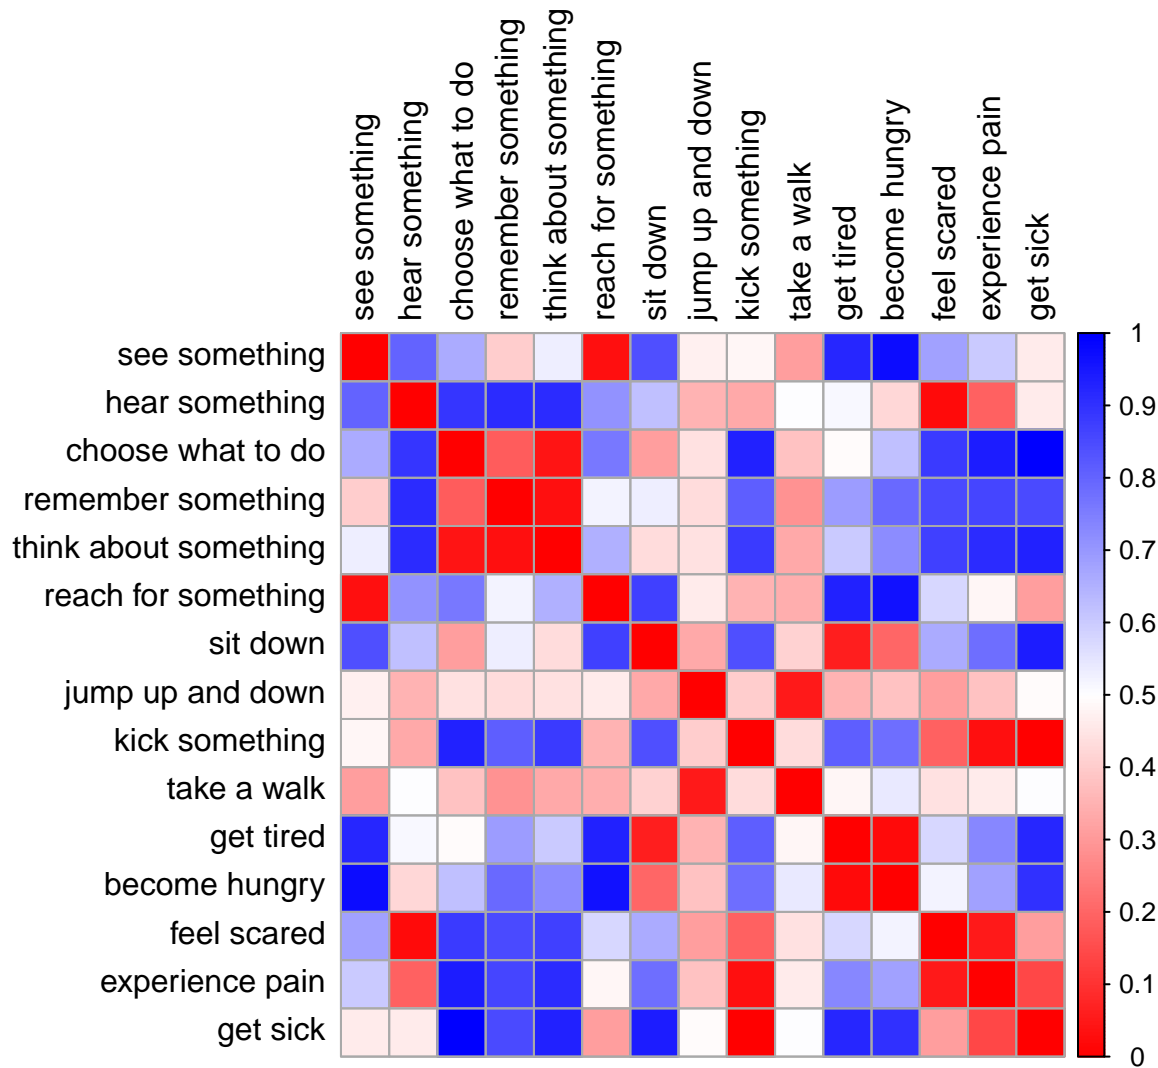 see something
hear something
choose what to do
remember something
think about something
reach for something
sit down
jump up and down
kick something
take a walk
get tired
become hungry
feel scared
experience pain
get sick
see something
hear something
choose what to do
remember something
think about something
reach for something
sit down
jump up and down
kick something
take a walk
get tired
become hungry
feel scared
experience pain
get sick
1
0.9
0.8
0.7
0.6
0.5
0.4
0.3
0.2
0.1
0